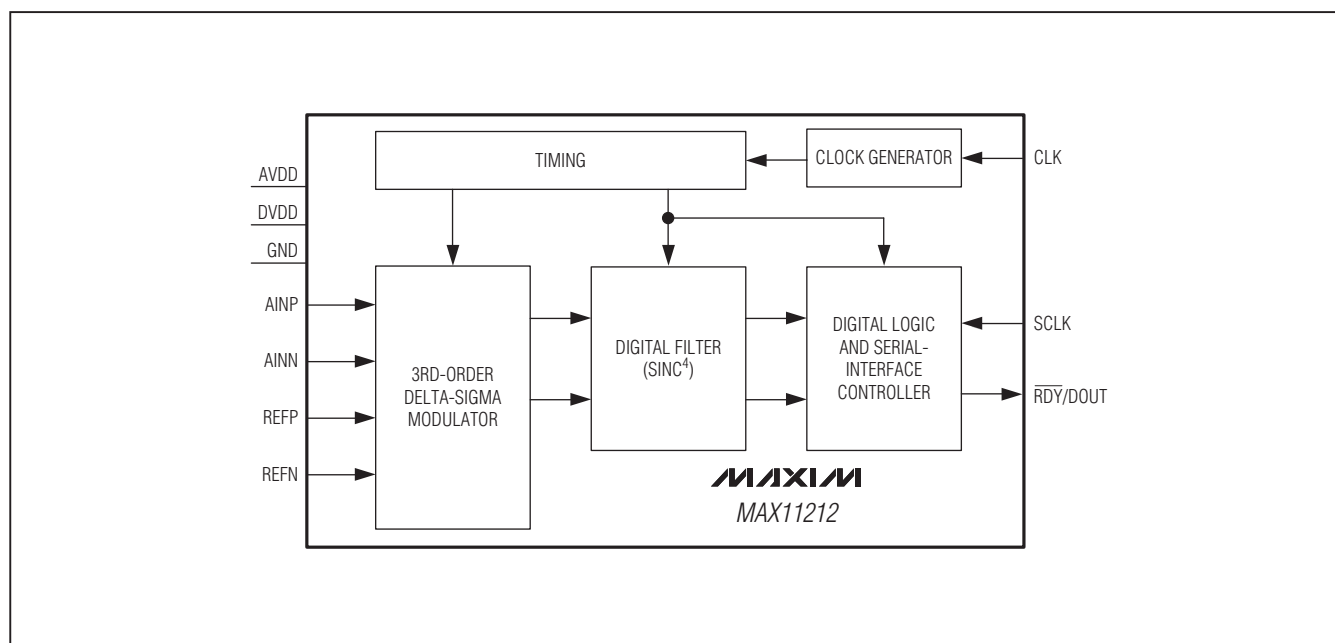 TIMING
CLOCK GENERATOR
CLK
AVDD
DVDD
GND
AINP
AINN
REFP
REFN
3RD-ORDER
DELTA-SIGMA
MODULATOR
DIGITAL FILTER
(SINC⁴)
DIGITAL LOGIC
AND SERIAL-
INTERFACE
CONTROLLER
SCLK
R̅D̅Y̅/DOUT
MAXIM
MAX11212